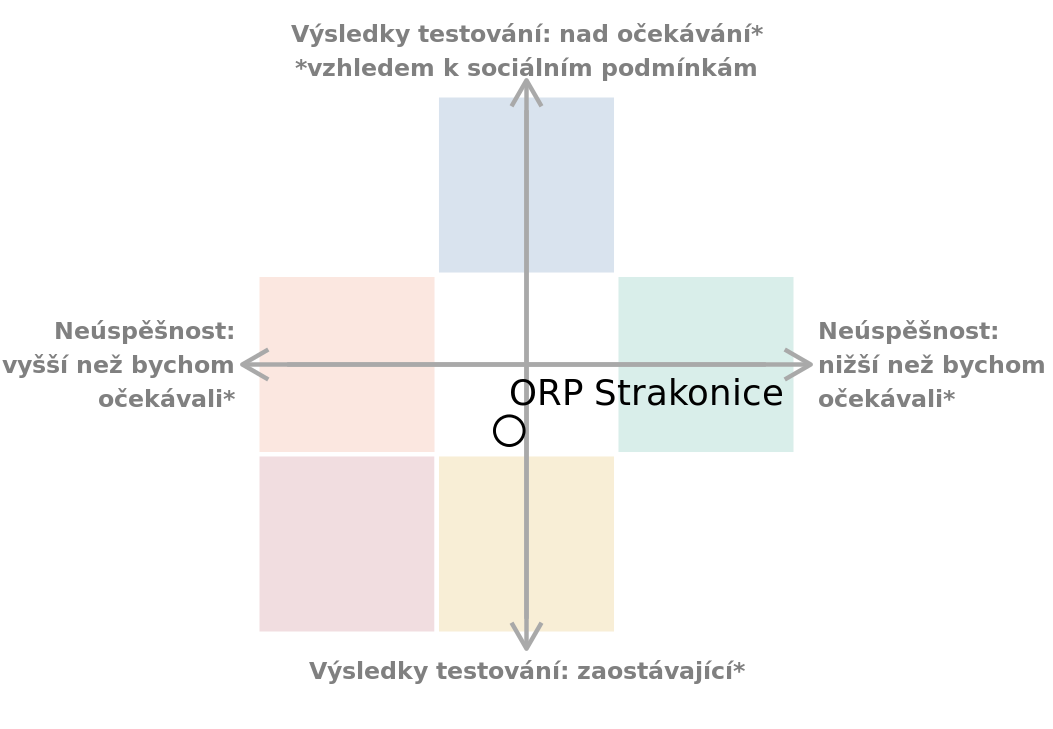 Výsledky testování: nad očekávání*
*vzhledem k sociálním podmínkám
Neúspěšnost:
vyšší než bychom
očekávali*
Neúspěšnost:
nižší než bychom
očekávali*
ORP Strakonice
Výsledky testování: zaostávající*